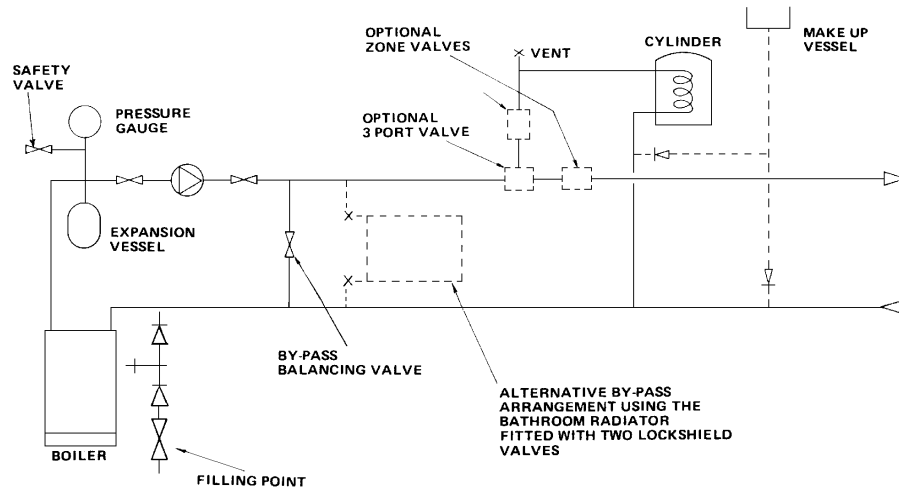 OPTIONAL
ZONE VALVES
VENT
CYLINDER
MAKE UP
VESSEL
SAFETY
VALVE
PRESSURE
GAUGE
OPTIONAL
3 PORT VALVE
EXPANSION
VESSEL
BY-PASS
BALANCING VALVE
ALTERNATIVE BY-PASS
ARRANGEMENT USING THE
BATHROOM RADIATOR
FITTED WITH TWO LOCKSHIELD
VALVES
BOILER
FILLING POINT